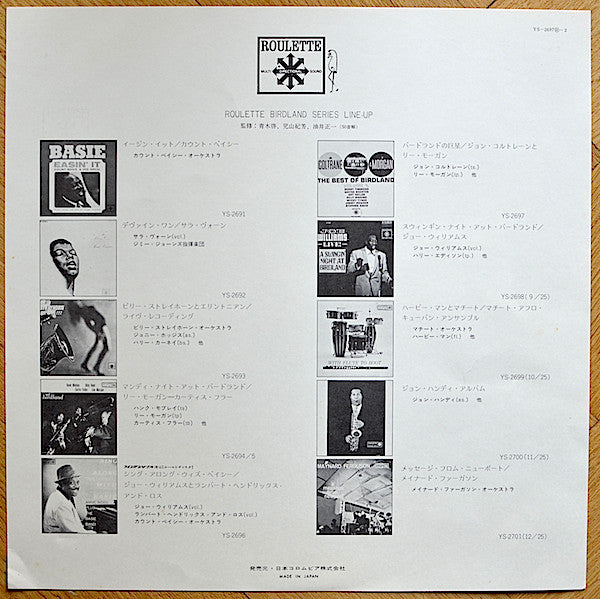 YS-2697
ROULETTE
MULTI DIRECTIONAL SOUND
ROULETTE BIRDLAND SERIES LINE-UP
監修：青木啓、児山紀芳、油井正一(50音順)
BASIE
EASIN' IT
イージン・イット/カウント・ベイシー
カウント・ベイシー・オーケストラ
YS-2691
デヴァイン・ワン/サラ・ヴォーン
サラ・ヴォーン(vo.)
ジミー・ジョーンズ指揮楽団
YS-2692
ビリー・ストレイホーンとエリントニアン/
ライヴ・レコーディング
ビリー・ストレイホーン・オーケストラ
ジョニー・ホッジス(as.)
ハリー・カーネイ(bs.) 他
YS-2693
マンディ・ナイト・アット・バードランド/
リー・モーガン-カーティス・フラー
ハンク・モブレイ(ts)
リー・モーガン(tp)
カーティス・フラー(tb) 他
YS-2694/5
シング・アロング・ウィズ・ベイシー/
ジョー・ウィリアムスとランバート・ヘンドリックス・
アンド・ロス
ジョー・ウィリアムス(vo.)
ランバート・ヘンドリックス・アンド・ロス(vo.)
カウント・ベイシー・オーケストラ
YS-2696
COLTRANE
MORGAN
THE BEST OF BIRDLAND
バードランドの巨星/ジョン・コルトレーンと
リー・モーガン
ジョン・コルトレーン(ts.)
リー・モーガン(tp.) 他
YS-2697
WILLIAMS
LIVE!
A SWINGIN'
NIGHT AT
BIRDLAND
スウィンギン・ナイト・アット・バードランド/
ジョー・ウィリアムス
ジョー・ウィリアムス(vo.)
ハリー・エディソン(tp.) 他
YS-2698(9/25)
WITH FLUTE TO BOOT
ハービー・マンとマチート/マチート・アフロ・
キューバン・アンサンブル
マチート・オーケストラ
ハービー・マン(fl.) 他
YS-2699(10/25)
ジョン・ハンディ・アルバム
ジョン・ハンディ(as.) 他
YS-2700(11/25)
MAYNARD FERGUSON
メッセージ・フロム・ニューポート/
メイナード・ファーガソン
メイナード・ファーガソン・オーケストラ
YS-2701(12/25)
発売元・日本コロムビア株式会社
MADE IN JAPAN